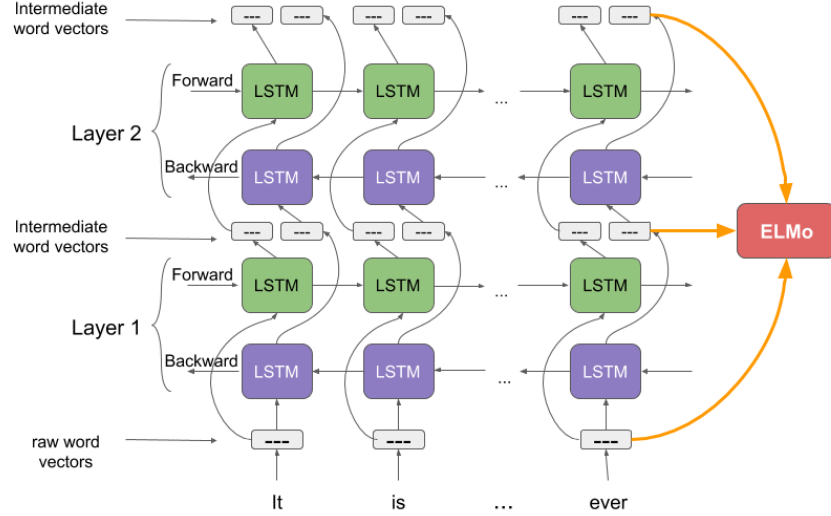 Intermediate
word vectors
--- --- --- --- --- ---
Forward
LSTM LSTM LSTM
Layer 2
...
Backward
LSTM LSTM LSTM
...
Intermediate
word vectors
--- --- --- --- --- ---
ELMo
Forward
LSTM LSTM LSTM
...
Layer 1
Backward
LSTM LSTM LSTM
...
raw word
vectors
--- --- ---
It is ... ever